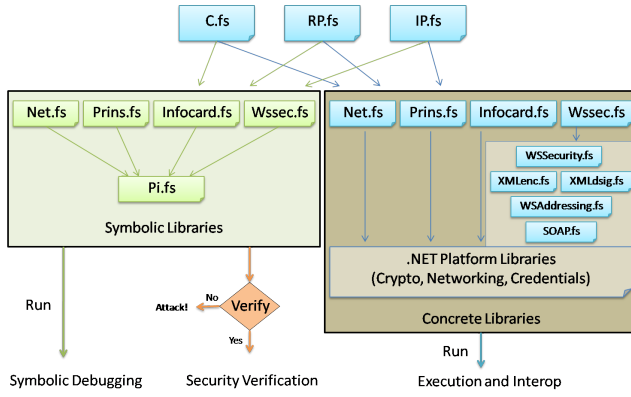 C.fs
RP.fs
IP.fs
Net.fs
Prins.fs
Infocard.fs
Wssec.fs
Pi.fs
Symbolic Libraries
Net.fs
Prins.fs
Infocard.fs
Wssec.fs
WSSecurity.fs
XMLenc.fs
XMLdsig.fs
WSAddressing.fs
SOAP.fs
.NET Platform Libraries
(Crypto, Networking, Credentials)
Concrete Libraries
Run
Attack!
No
Verify
Yes
Run
Symbolic Debugging
Security Verification
Execution and Interop